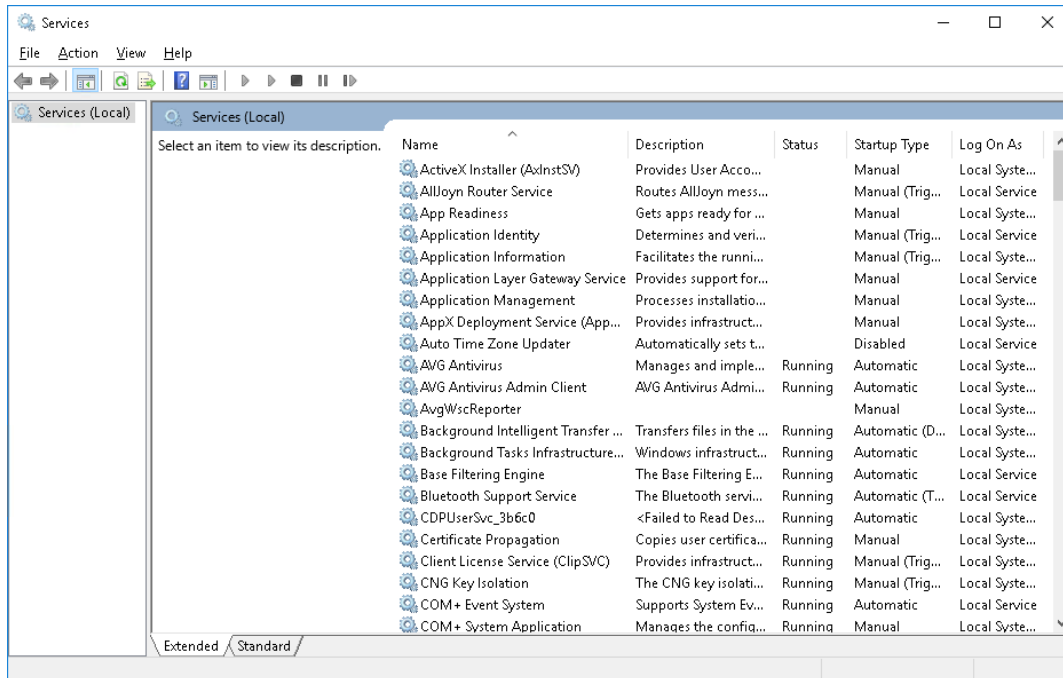 Services
File Action View Help
Services (Local)
Services (Local)
Select an item to view its description.
Name Description Status Startup Type Log On As
ActiveX Installer (AxInstSV) Provides User Acco... Manual Local Syste...
AllJoyn Router Service Routes AllJoyn mess... Manual (Trig... Local Service
App Readiness Gets apps ready for ... Manual Local Syste...
Application Identity Determines and veri... Manual (Trig... Local Service
Application Information Facilitates the runni... Manual (Trig... Local Syste...
Application Layer Gateway Service Provides support for... Manual Local Service
Application Management Processes installatio... Manual Local Syste...
AppX Deployment Service (App... Provides infrastruct... Manual Local Syste...
Auto Time Zone Updater Automatically sets t... Disabled Local Service
AVG Antivirus Manages and imple... Running Automatic Local Syste...
AVG Antivirus Admin Client AVG Antivirus Admi... Running Automatic Local Syste...
AvgWscReporter Manual Local Syste...
Background Intelligent Transfer ... Transfers files in the ... Running Automatic (D... Local Syste...
Background Tasks Infrastructure... Windows infrastruct... Running Automatic Local Syste...
Base Filtering Engine The Base Filtering E... Running Automatic Local Service
Bluetooth Support Service The Bluetooth servi... Running Automatic (T... Local Service
CDPUserSvc_3b6c0 <Failed to Read Des... Running Automatic Local Syste...
Certificate Propagation Copies user certifica... Running Manual Local Syste...
Client License Service (ClipSVC) Provides infrastruct... Running Manual (Trig... Local Syste...
CNG Key Isolation The CNG key isolati... Running Manual (Trig... Local Syste...
COM+ Event System Supports System Ev... Running Automatic Local Service
COM+ System Application Manages the config... Running Manual Local Syste...
Extended Standard